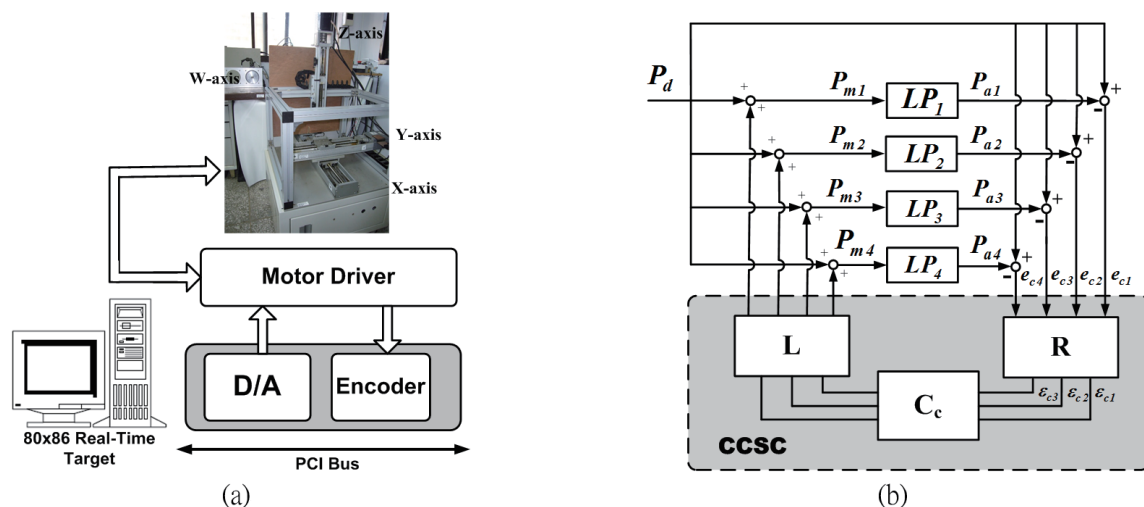 Z-axis
W-axis
Y-axis
X-axis
Motor Driver
D/A
Encoder
80x86 Real-Time
Target
PCI Bus
(a)
P_d
+ +
P_m1
LP_1
P_a1
+ -
+ +
P_m2
LP_2
P_a2
+ -
+ +
P_m3
LP_3
P_a3
+ -
+ +
P_m4
LP_4
P_a4
+ -
e_c4 e_c3 e_c2 e_c1
L
R
C_c
ε_c3 ε_c2 ε_c1
CCSC
(b)